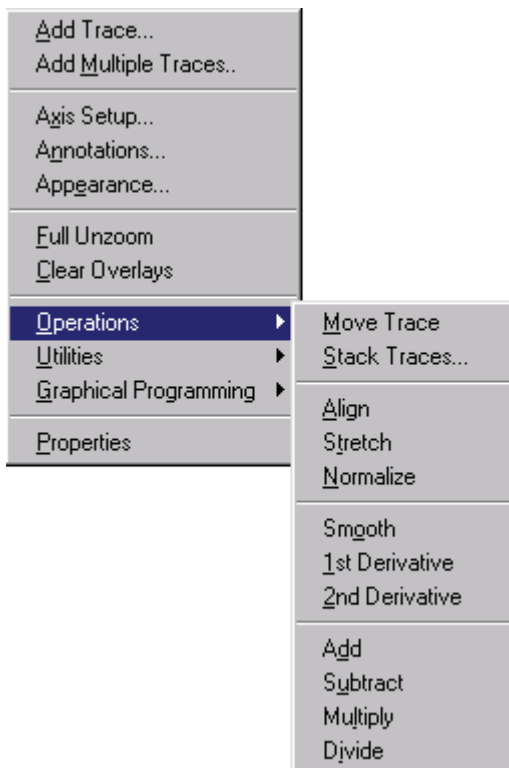 Add Trace...
Add Multiple Traces..
Axis Setup...
Annotations...
Appearance...
Full Unzoom
Clear Overlays
Operations
Utilities
Graphical Programming
Properties
Move Trace
Stack Traces...
Align
Stretch
Normalize
Smooth
1st Derivative
2nd Derivative
Add
Subtract
Multiply
Divide